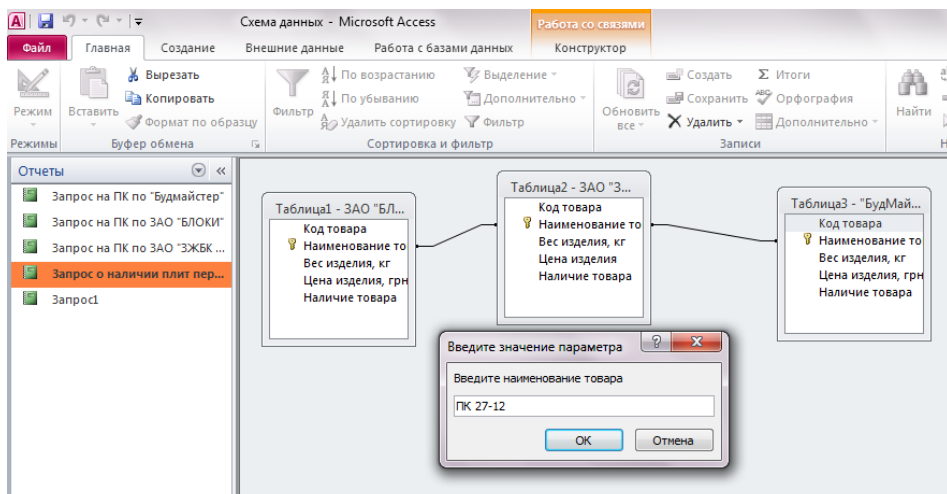 Схема данных - Microsoft Access
Работа со связями
Файл Главная Создание Внешние данные Работа с базами данных Конструктор
Режим
Вставить
Вырезать
Копировать
Формат по образцу
Фильтр
По возрастанию
По убыванию
Удалить сортировку
Выделение
Дополнительно
Фильтр
Обновить все
Создать
Сохранить
Удалить
Итоги
Орфография
Дополнительно
Найти
Режимы Буфер обмена Сортировка и фильтр Записи
Отчеты
Запрос на ПК по "Будмайстер"
Запрос на ПК по ЗАО "БЛОКИ"
Запрос на ПК по ЗАО "ЗЖБК ...
Запрос о наличии плит пер...
Запрос1
Таблица1 - ЗАО "БЛ...
Код товара
Наименование то
Вес изделия, кг
Цена изделия, грн
Наличие товара
Таблица2 - ЗАО "З...
Код товара
Наименование то
Вес изделия, кг
Цена изделия
Наличие товара
Таблица3 - "БудМай...
Код товара
Наименование то
Вес изделия, кг
Цена изделия, грн
Наличие товара
Введите значение параметра
Введите наименование товара
ПК 27-12
ОК Отмена